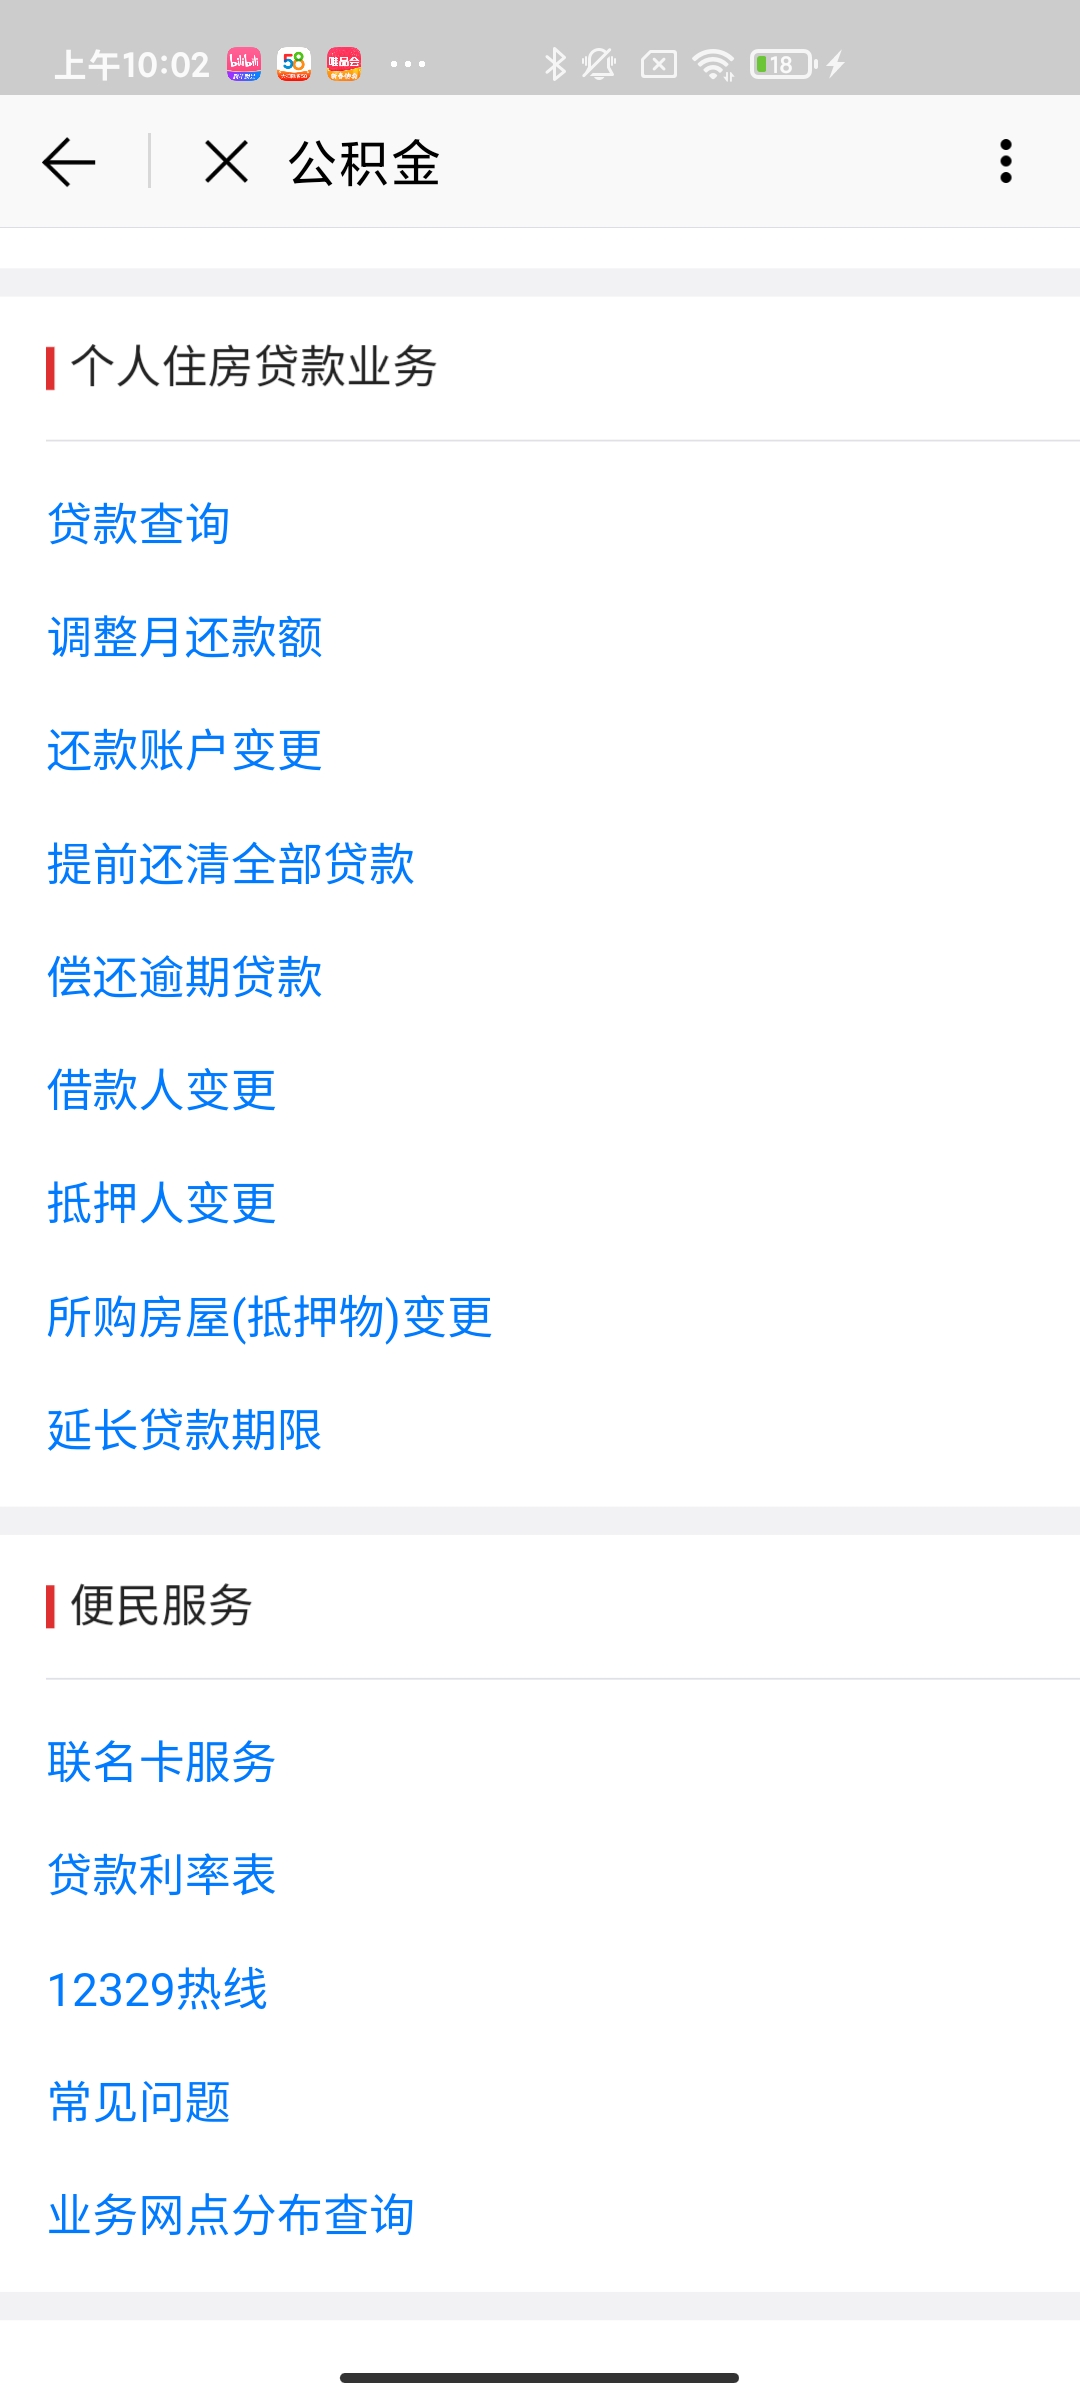 上午10:02
bilibili
58
唯品会
18
公积金
个人住房贷款业务
贷款查询
调整月还款额
还款账户变更
提前还清全部贷款
偿还逾期贷款
借款人变更
抵押人变更
所购房屋(抵押物)变更
延长贷款期限
便民服务
联名卡服务
贷款利率表
12329热线
常见问题
业务网点分布查询